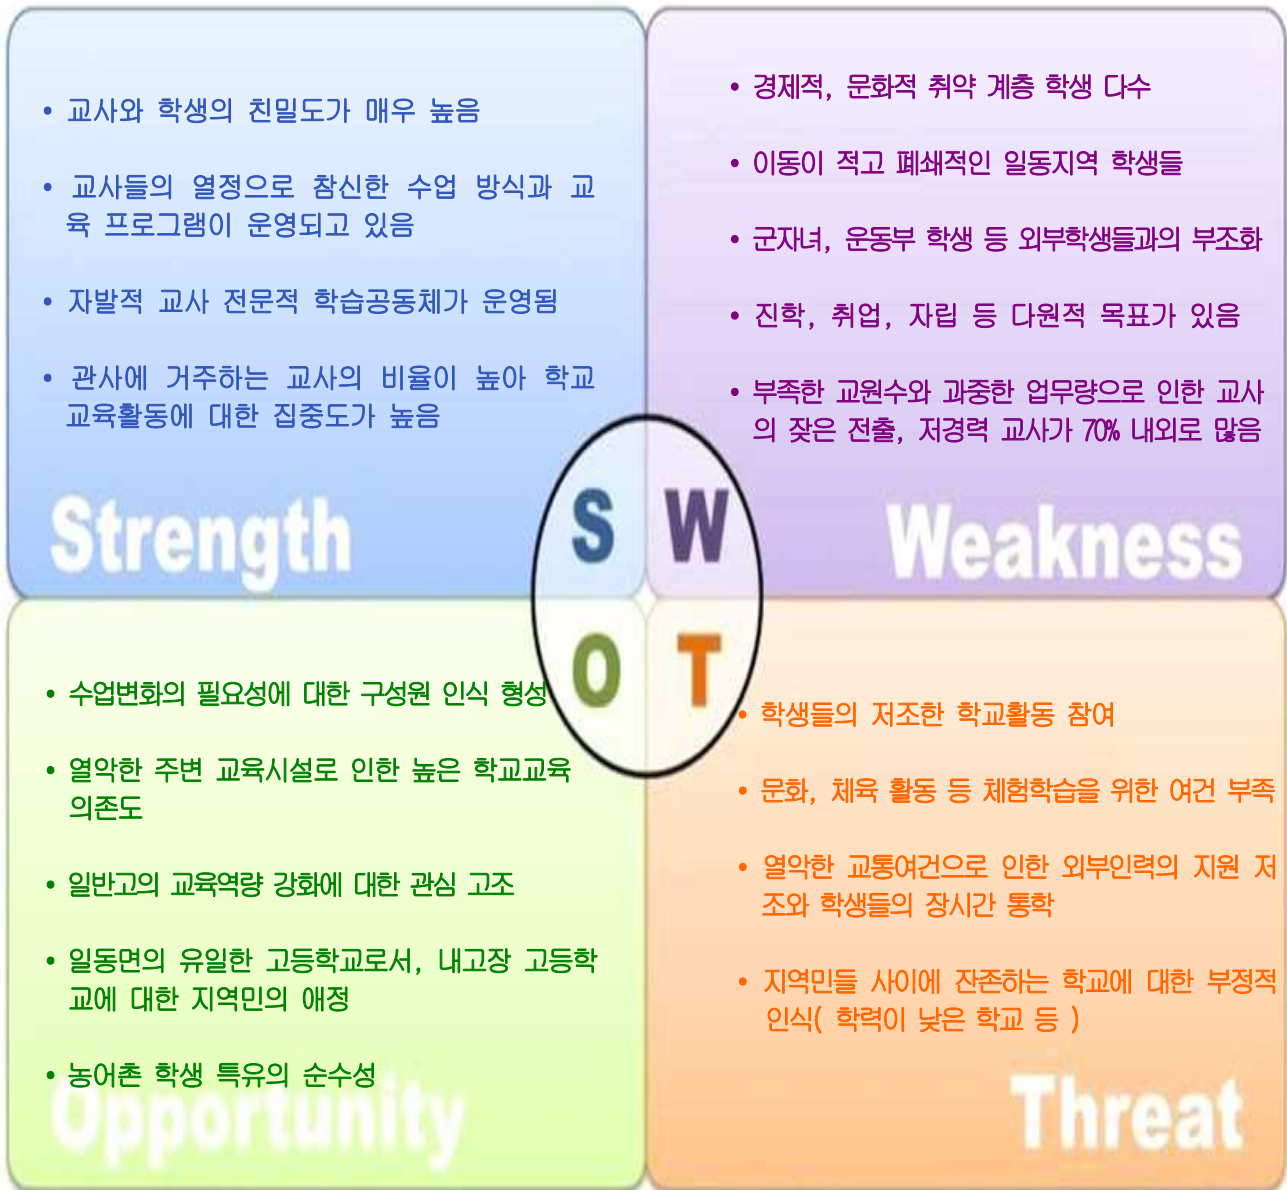 • 교사와 학생의 친밀도가 매우 높음
• 교사들의 열정으로 참신한 수업 방식과 교
육 프로그램이 운영되고 있음
• 자발적 교사 전문적 학습공동체가 운영됨
• 관사에 거주하는 교사의 비율이 높아 학교
교육활동에 대한 집중도가 높음
Strength
• 경제적, 문화적 취약 계층 학생 다수
• 이동이 적고 폐쇄적인 일동지역 학생들
• 군자녀, 운동부 학생 등 외부학생들과의 부조화
• 진학, 취업, 자립 등 다원적 목표가 있음
• 부족한 교원수와 과중한 업무량으로 인한 교사
의 잦은 전출, 저경력 교사가 70% 내외로 많음
Weakness
S W
O T
• 수업변화의 필요성에 대한 구성원 인식 형성
• 열악한 주변 교육시설로 인한 높은 학교교육
의존도
• 일반고의 교육역량 강화에 대한 관심 고조
• 일동면의 유일한 고등학교로서, 내고장 고등학
교에 대한 지역민의 애정
• 농어촌 학생 특유의 순수성
Opportunity
• 학생들의 저조한 학교활동 참여
• 문화, 체육 활동 등 체험학습을 위한 여건 부족
• 열악한 교통여건으로 인한 외부인력의 지원 저
조와 학생들의 장시간 통학
• 지역민들 사이에 잔존하는 학교에 대한 부정적
인식( 학력이 낮은 학교 등 )
Threat